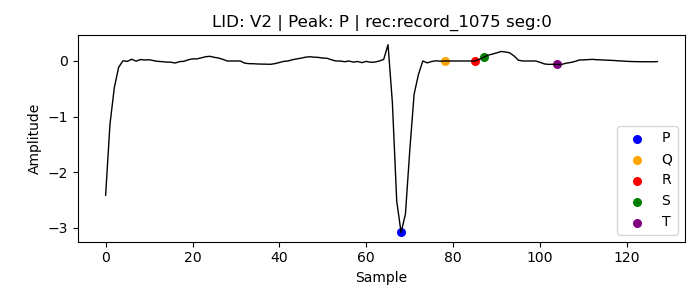 LID: V2 | Peak: P | rec:record_1075 seg:0
Amplitude
0
−1
−2
−3
0
20
40
60
80
100
120
Sample
P
Q
R
S
T